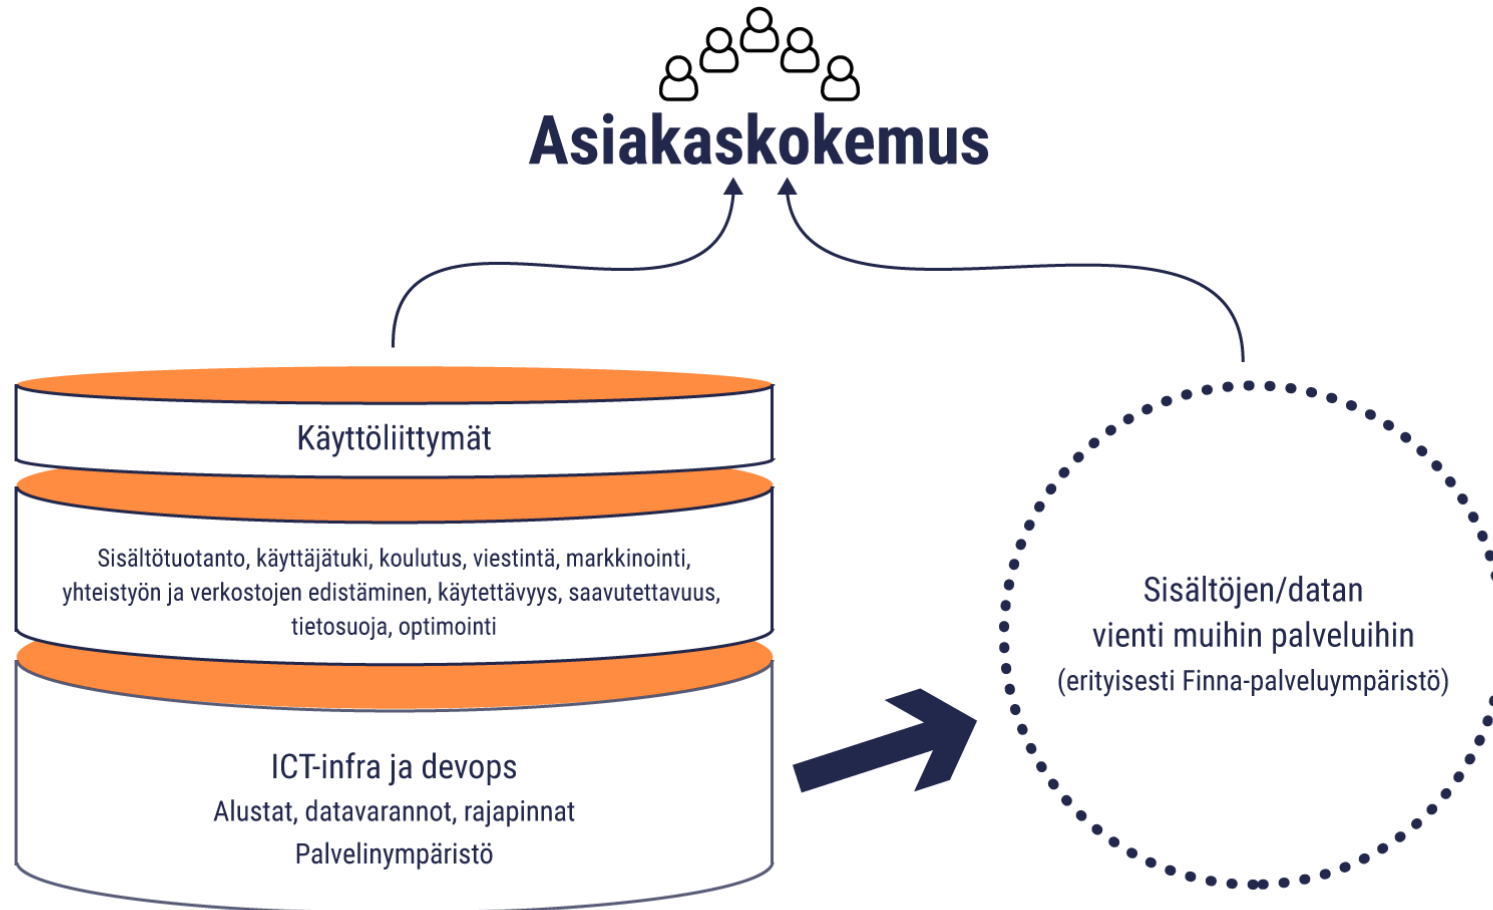 Asiakaskokemus
Käyttöliittymät
Sisältötuotanto, käyttäjätuki, koulutus, viestintä, markkinointi,
yhteistyön ja verkostojen edistäminen, käytettävyys, saavutettavuus,
tietosuoja, optimointi
ICT-infra ja devops
Alustat, datavarannot, rajapinnat
Palvelinympäristö
Sisältöjen/datan
vienti muihin palveluihin
(erityisesti Finna-palveluympäristö)